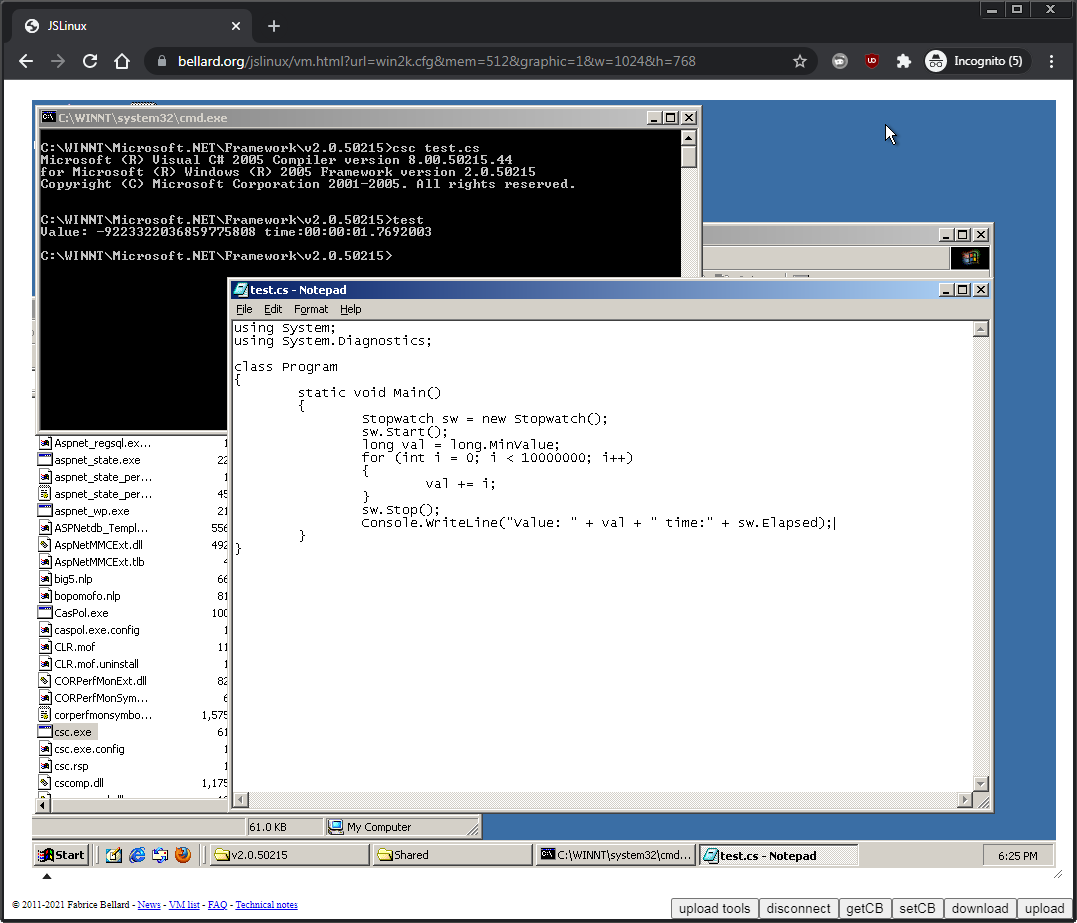 JSLinux
bellard.org/jslinux/vm.html?url=win2k.cfg&mem=512&graphic=1&w=1024&h=768
Incognito (5)
C:\WINNT\system32\cmd.exe
C:\WINNT\Microsoft.NET\Framework\v2.0.50215>csc test.cs
Microsoft (R) Visual C# 2005 Compiler version 8.00.50215.44
for Microsoft (R) Windows (R) 2005 Framework version 2.0.50215
Copyright (C) Microsoft Corporation 2001-2005. All rights reserved.
C:\WINNT\Microsoft.NET\Framework\v2.0.50215>test
Value: -9223322036859775808 time:00:00:01.7692003
C:\WINNT\Microsoft.NET\Framework\v2.0.50215>
test.cs - Notepad
File Edit Format Help
using System;
using System.Diagnostics;
class Program
{
static void Main()
{
Stopwatch sw = new Stopwatch();
sw.Start();
long val = long.MinValue;
for (int i = 0; i < 10000000; i++)
{
val += i;
}
sw.Stop();
Console.WriteLine("Value: " + val + " time:" + sw.Elapsed);
}
}
Aspnet_regsql.ex... 1
aspnet_state.exe 22
aspnet_state_per... 1
aspnet_state_per... 45
aspnet_wp.exe 21
ASPNetdb_Templ... 556
AspNetMMCExt.dll 492
AspNetMMCExt.tlb 4
big5.nlp 66
bopomofo.nlp 81
CasPol.exe 100
caspol.exe.config 1
CLR.mof 11
CLR.mof.uninstall 1
CORPerfMonExt.dll 82
CORPerfMonSym... 6
corperfmonsymbo... 1,575
csc.exe 61
csc.exe.config 1
csc.rsp 1
cscomp.dll 1,175
61.0 KB
My Computer
Start
v2.0.50215
Shared
C:\WINNT\system32\cmd...
test.cs - Notepad
6:25 PM
© 2011-2021 Fabrice Bellard - News - VM list - FAQ - Technical notes
upload tools
disconnect
getCB
setCB
download
upload